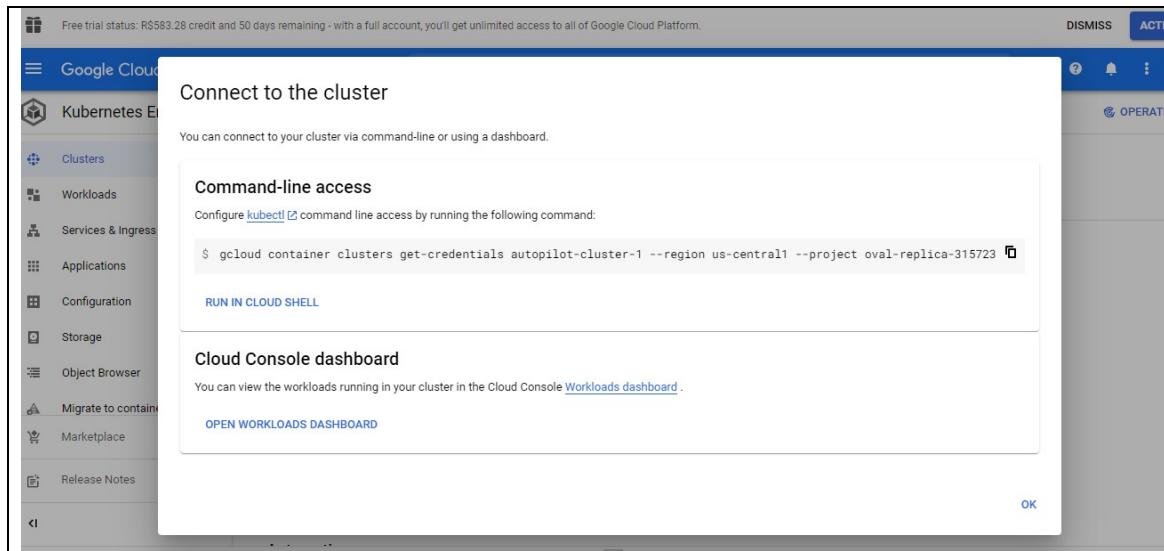 Free trial status: R$583.28 credit and 50 days remaining - with a full account, you'll get unlimited access to all of Google Cloud Platform.
DISMISS
Google Cloud
Kubernetes
OPERAT
Clusters
Workloads
Services & Ingress
Applications
Configuration
Storage
Object Browser
Migrate to containe
Marketplace
Release Notes
Connect to the cluster
You can connect to your cluster via command-line or using a dashboard.
Command-line access
Configure kubectl command line access by running the following command:
$ gcloud container clusters get-credentials autopilot-cluster-1 --region us-central1 --project oval-replica-315723
RUN IN CLOUD SHELL
Cloud Console dashboard
You can view the workloads running in your cluster in the Cloud Console Workloads dashboard .
OPEN WORKLOADS DASHBOARD
OK